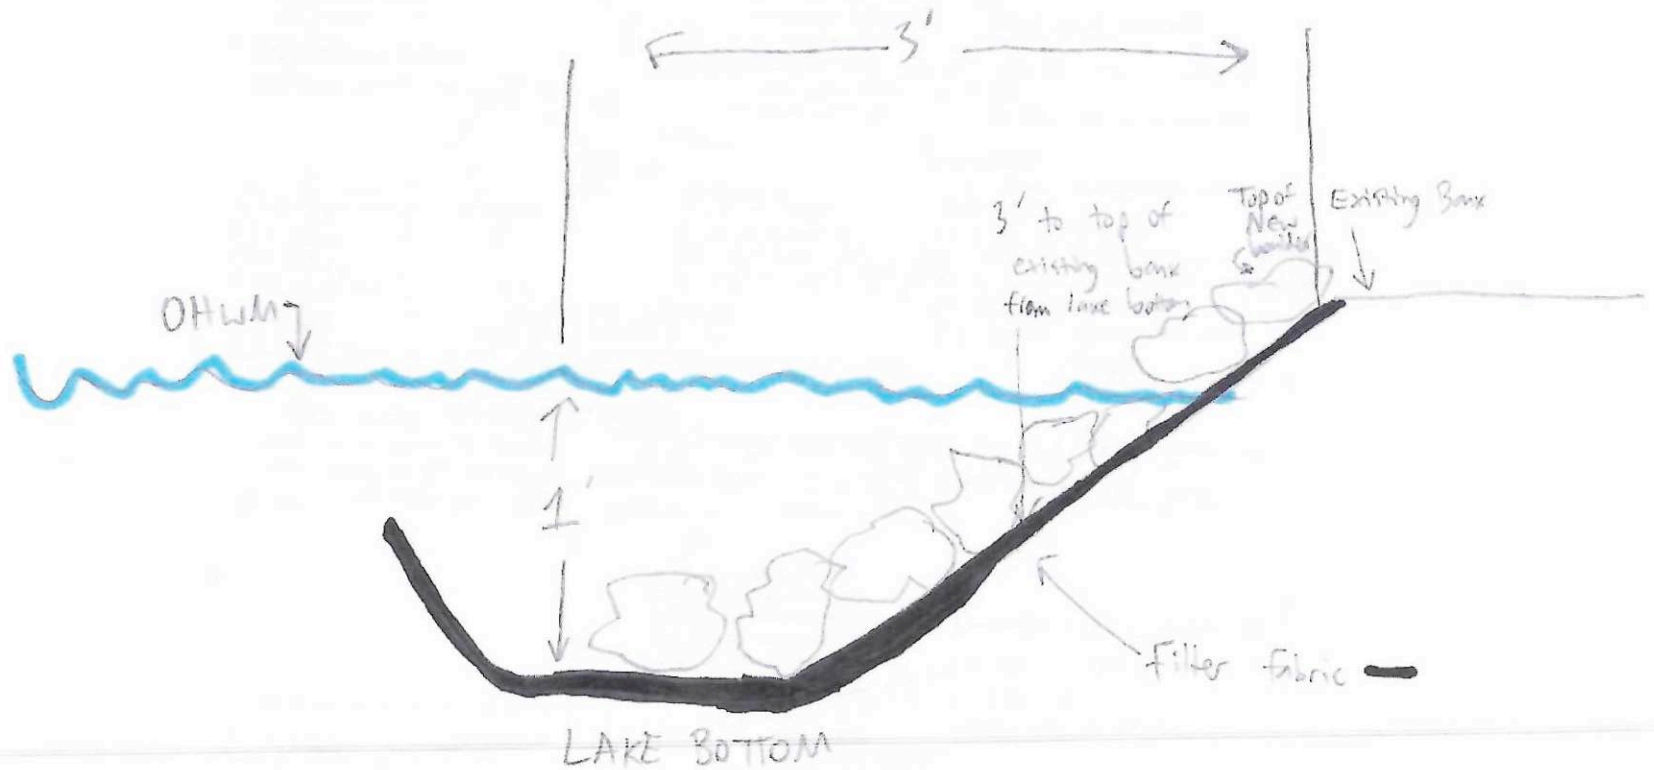 3'
3' to top of
existing bank
from lake bottom
Top of
New
Existing Bank
OHWM
1'
Filter fabric
LAKE BOTTOM